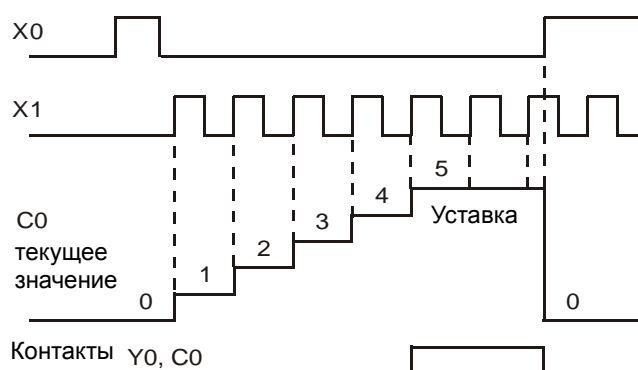 X0
X1
5
4
Уставка
3
C0
текущее
значение
2
1
0
0
Контакты Y0, C0